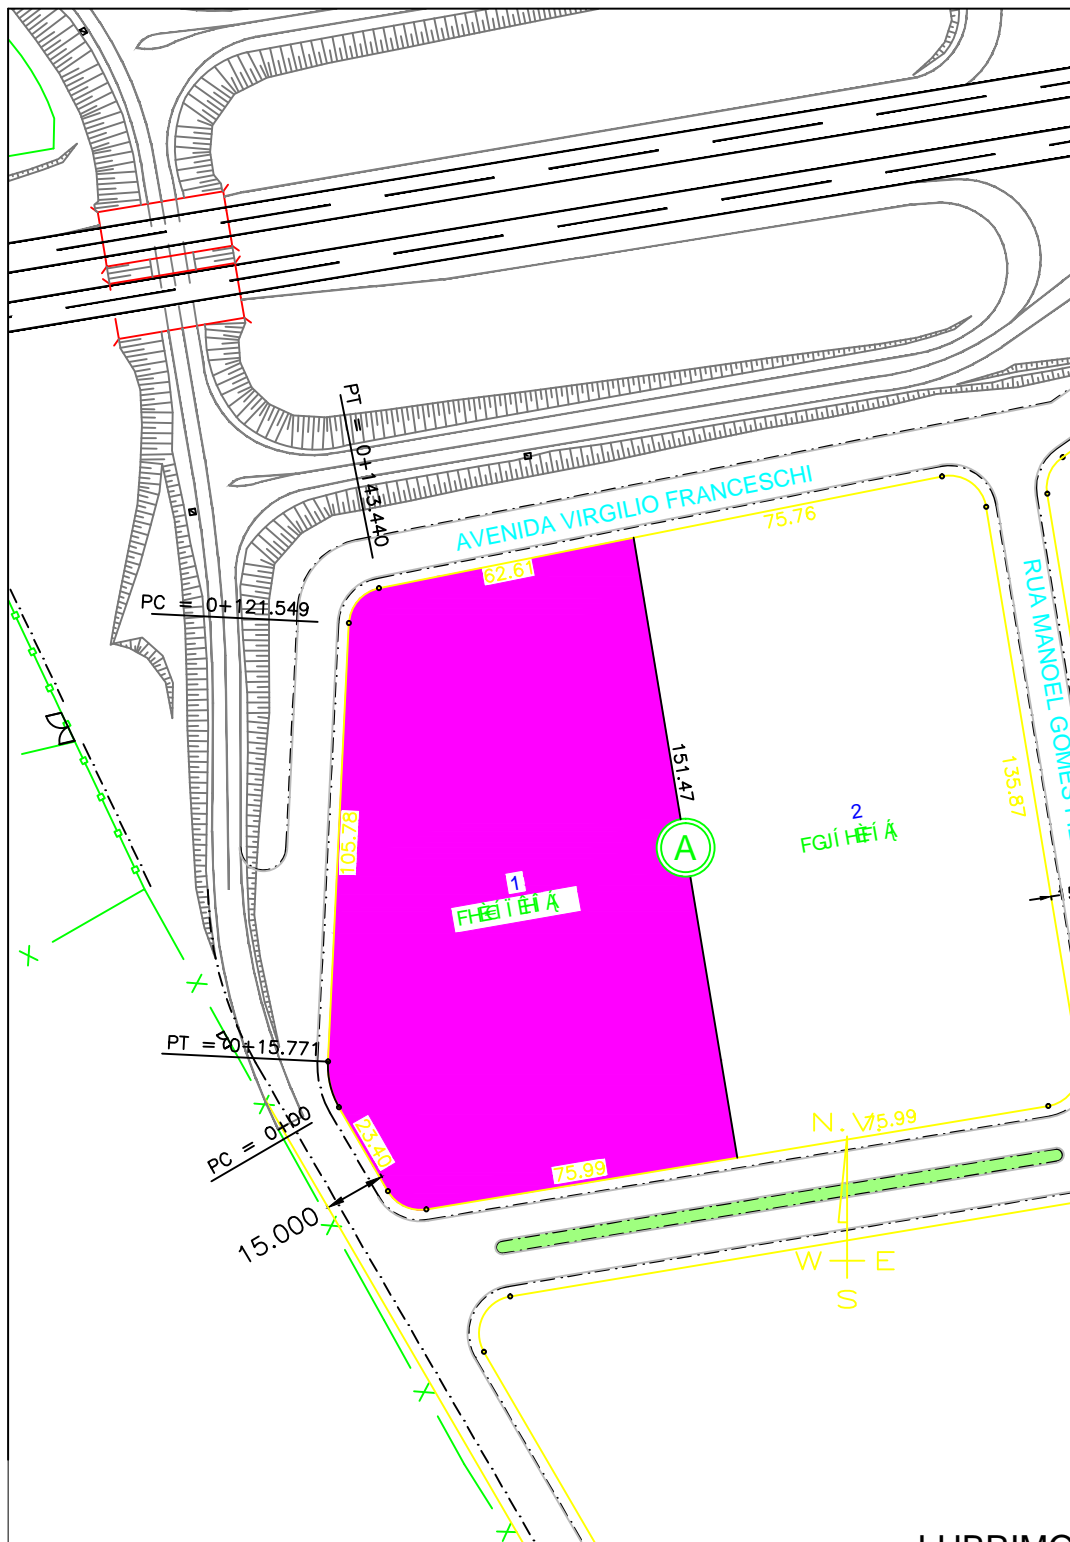 PT = 0+143.440
AVENIDA VIRGILIO FRANCESCHI
75.76
62.61
PC = 0+121.549
RUA MANOEL GOMES
151.47
135.87
105.78
2
A
1
PT = 0+15.771
PC = 0+00
23.40
75.99
N.V.
75.99
15.000
W
E
S
X
X
X
X
X
X